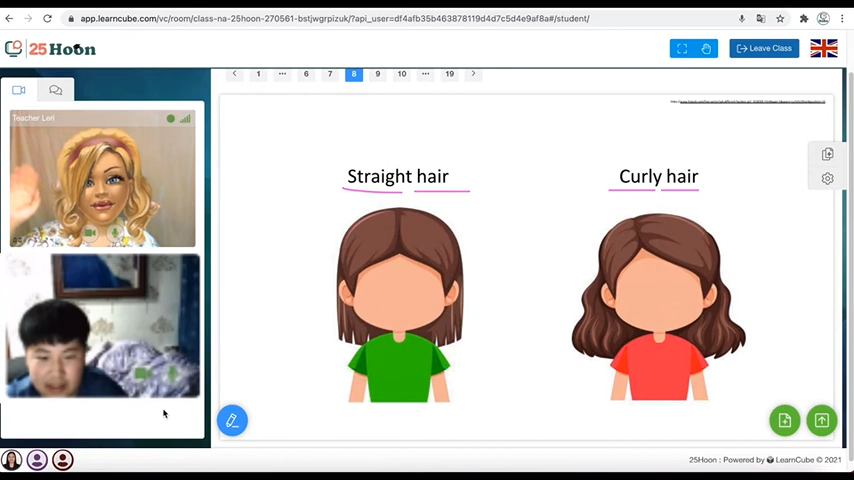 app.learncube.com/vc/room/class-na-25hoon-270561-bstjwgrpizuk/?api_user=df4afb35b463878119d4d7c5d4e9af8a#/student/
25Hoon
Leave Class
1 ... 6 7 8 9 10 ... 19
Teacher Leri
Straight hair
Curly hair
25Hoon : Powered by LearnCube © 2021